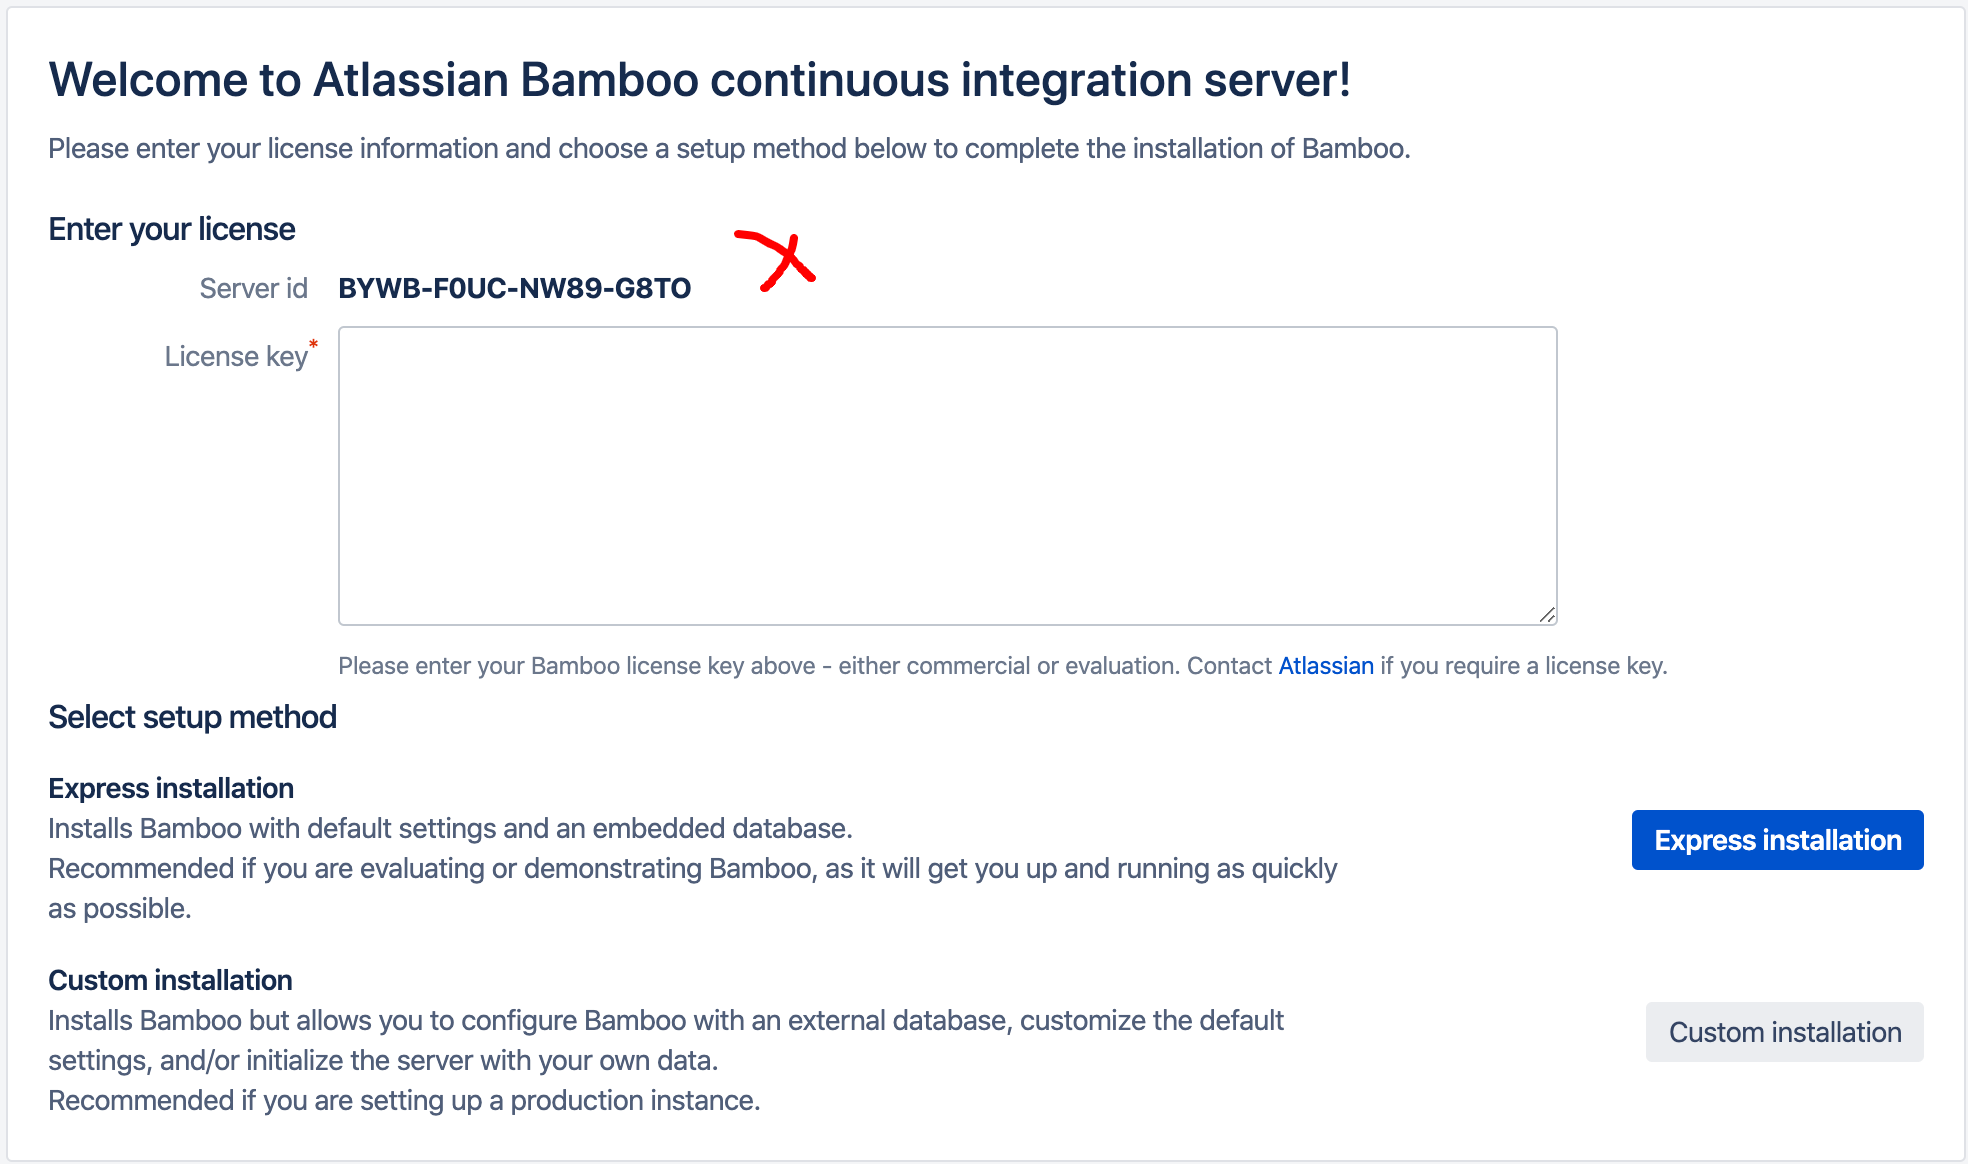 Welcome to Atlassian Bamboo continuous integration server!
Please enter your license information and choose a setup method below to complete the installation of Bamboo.
Enter your license
Server id BYWB-F0UC-NW89-G8TO
License key*
Please enter your Bamboo license key above - either commercial or evaluation. Contact Atlassian if you require a license key.
Select setup method
Express installation
Installs Bamboo with default settings and an embedded database.
Recommended if you are evaluating or demonstrating Bamboo, as it will get you up and running as quickly
as possible.
Express installation
Custom installation
Installs Bamboo but allows you to configure Bamboo with an external database, customize the default
settings, and/or initialize the server with your own data.
Recommended if you are setting up a production instance.
Custom installation